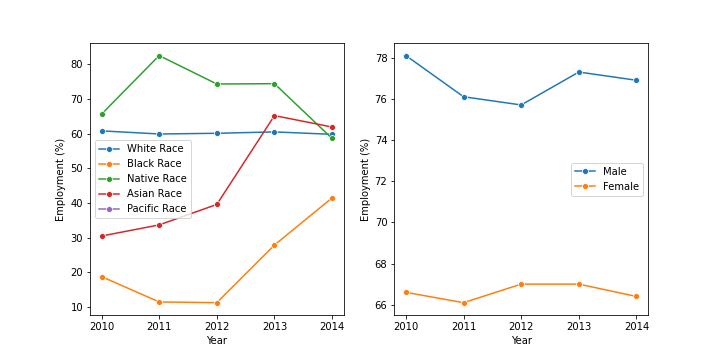 80
70
60
50
40
30
20
10
Employment (%)
White Race
Black Race
Native Race
Asian Race
Pacific Race
2010 2011 2012 2013 2014
Year
78
76
74
72
70
68
66
Employment (%)
Male
Female
2010 2011 2012 2013 2014
Year